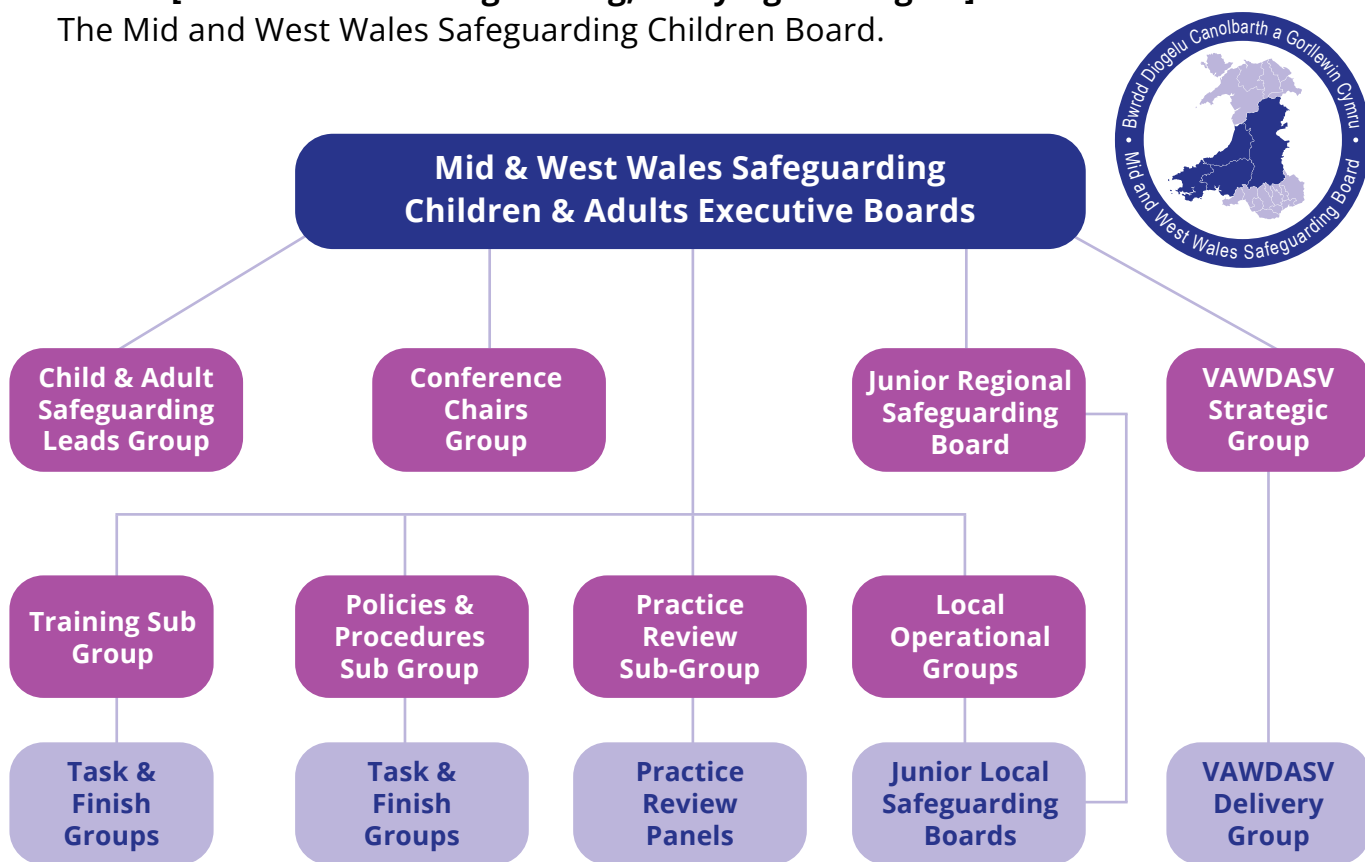 The Mid and West Wales Safeguarding Children Board.
Bwrdd Diogelu Canolbarth a Gorllewin Cymru
Mid and West Wales Safeguarding Board
Mid & West Wales Safeguarding
Children & Adults Executive Boards
Child & Adult
Safeguarding
Leads Group
Conference
Chairs
Group
Junior Regional
Safeguarding
Board
VAWDASV
Strategic
Group
Training Sub
Group
Policies &
Procedures
Sub Group
Practice
Review
Sub-Group
Local
Operational
Groups
Task &
Finish
Groups
Task &
Finish
Groups
Practice
Review
Panels
Junior Local
Safeguarding
Boards
VAWDASV
Delivery
Group